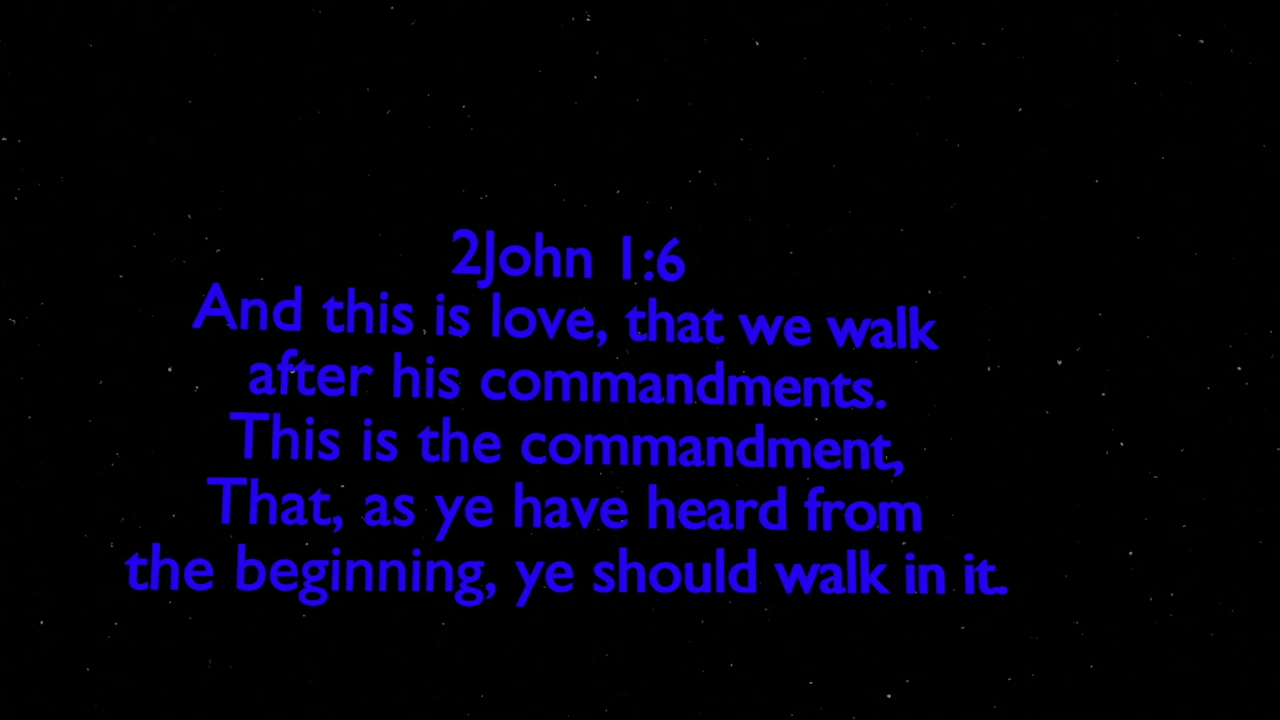 2John 1:6
And this is love, that we walk
after his commandments.
This is the commandment,
That, as ye have heard from
the beginning, ye should walk in it.